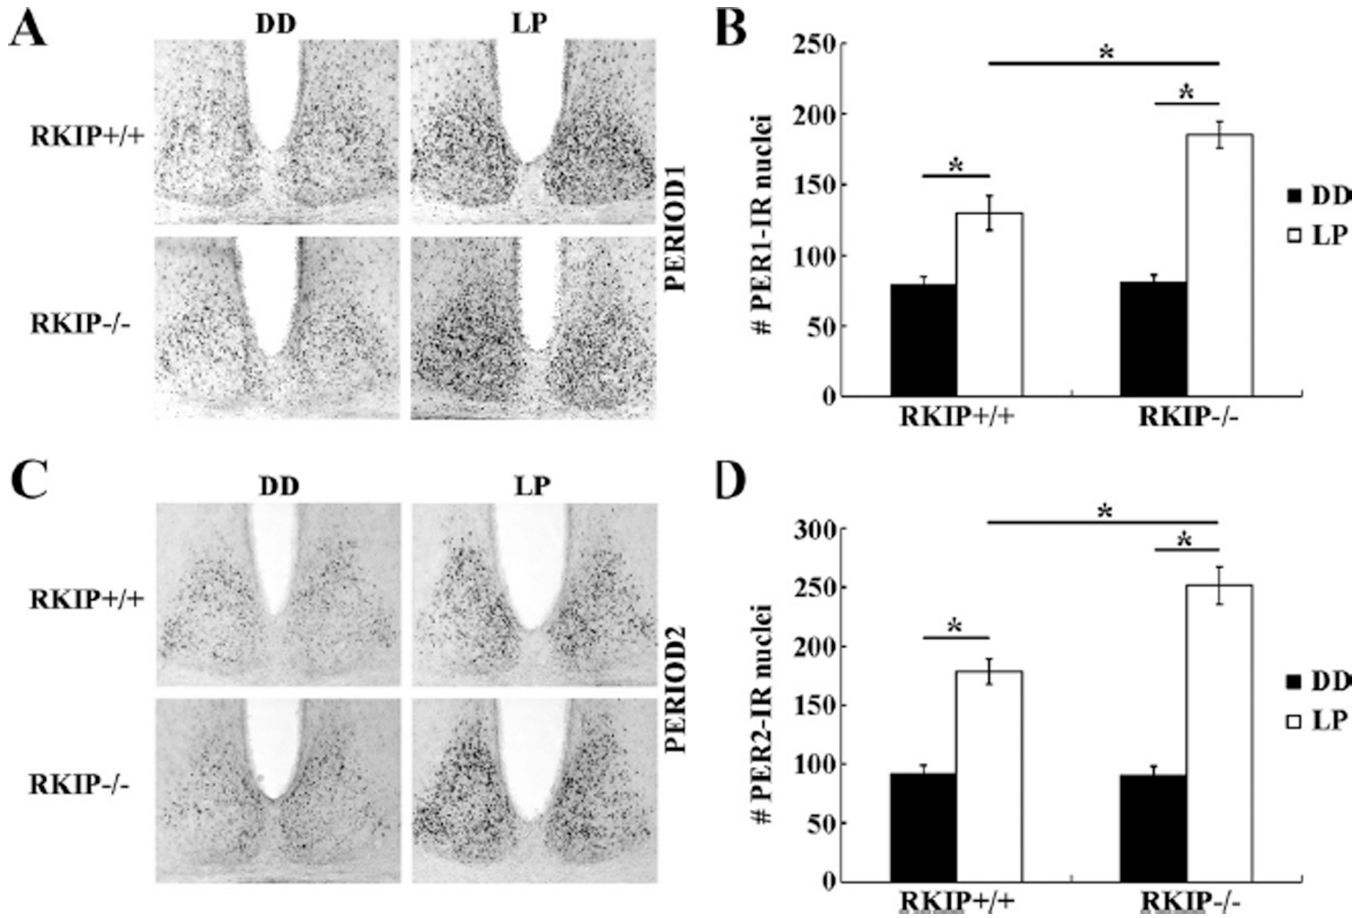 A
DD
LP
RKIP+/+
RKIP-/-
PERIOD1
B
250
200
150
100
50
0
# PER1-IR nuclei
*
*
*
DD
LP
RKIP+/+
RKIP-/-
C
DD
LP
RKIP+/+
RKIP-/-
PERIOD2
D
300
250
200
150
100
50
0
# PER2-IR nuclei
*
*
*
DD
LP
RKIP+/+
RKIP-/-